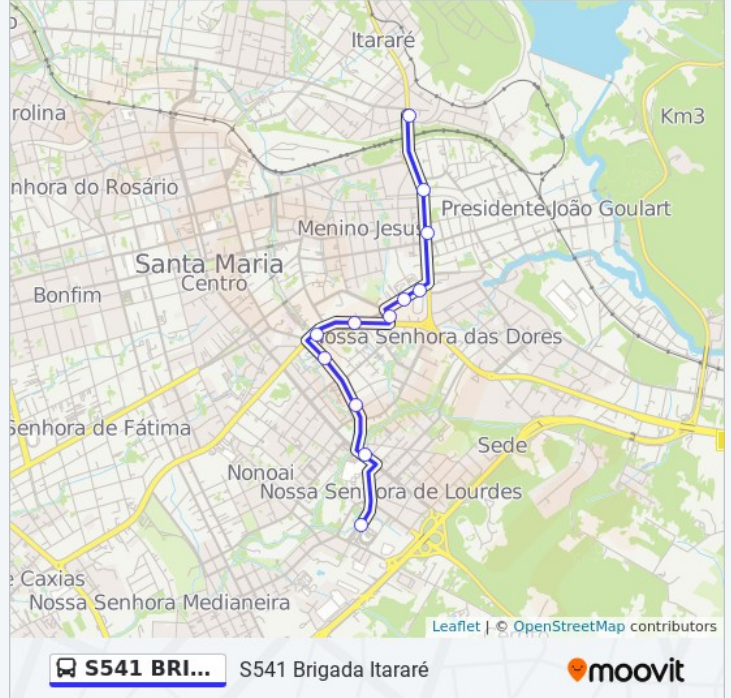 Itararé
Km3
rolina
nhora do Rosário
Presidente João Goulart
Menino Jesus
Santa Maria
Centro
Bonfim
Nossa Senhora das Dores
Senhora de Fátima
Sede
Nonoai
Nossa Senhora de Lourdes
e Caxias
Nossa Senhora Medianeira
Leaflet | © OpenStreetMap contributors
S541 BRI...
S541 Brigada Itararé
moovit